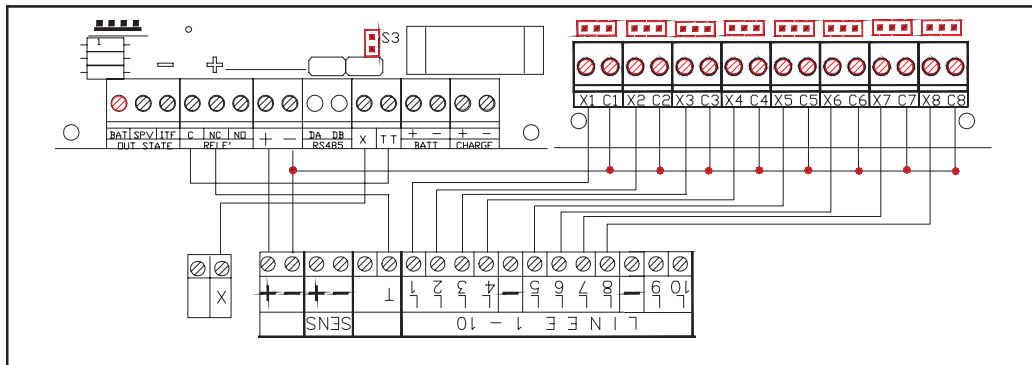 S3
1
− +
X1 C1 X2 C2 X3 C3 X4 C4 X5 C5 X6 C6 X7 C7 X8 C8
BAT SPV ITF C NC NO + − DA DB X TT + − + −
OUT STATE RELE' RS485 BATT CHARGE
X + − + − T L1 L2 L3 L4 − L5 L6 L7 L8 − L9 L10
SENS LINEE 1 - 10